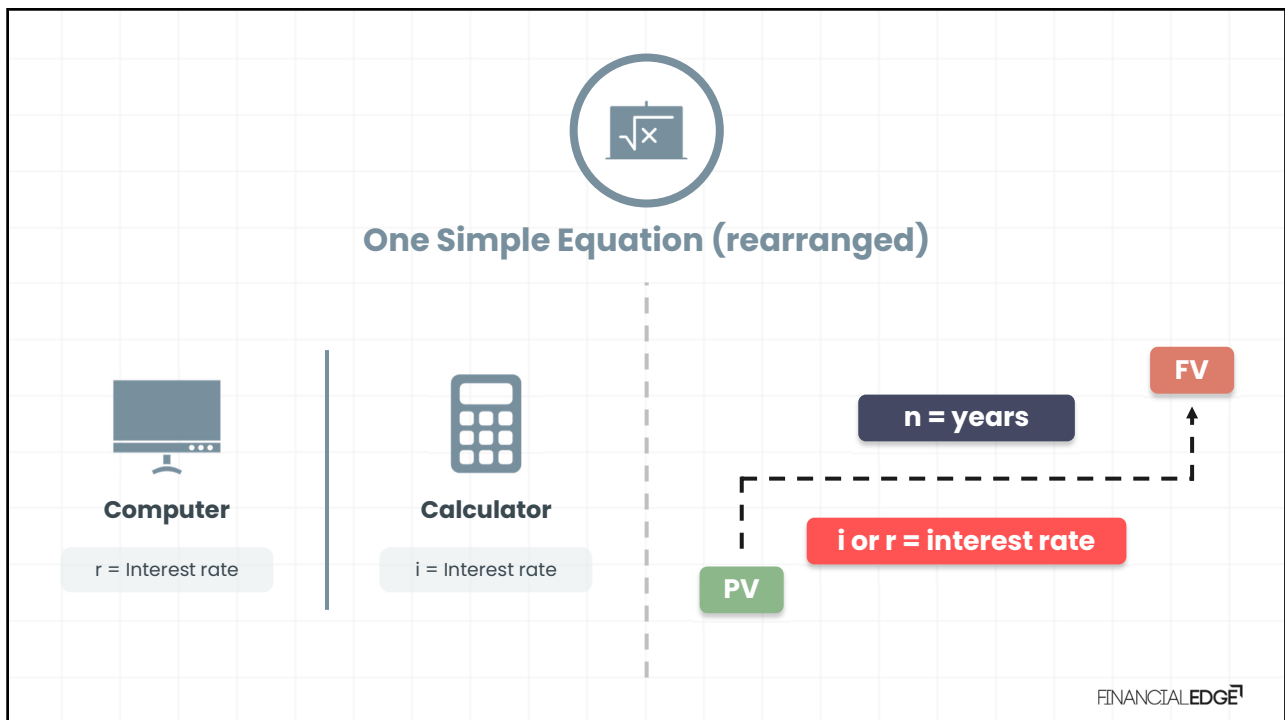 √x
One Simple Equation (rearranged)
Computer
r = Interest rate
Calculator
i = Interest rate
FV
n = years
i or r = interest rate
PV
FINANCIALEDGE